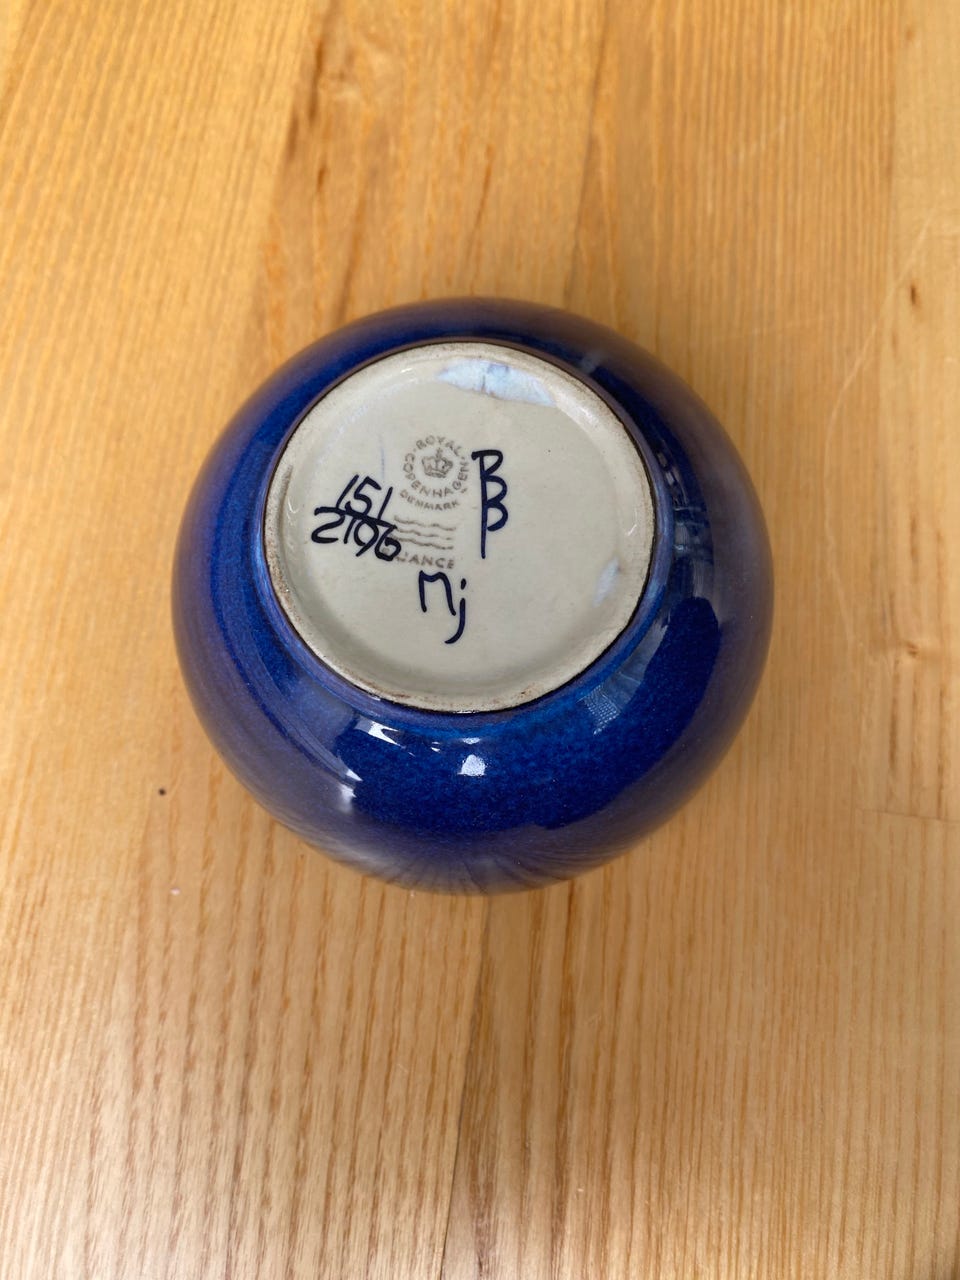 ROYAL COPENHAGEN
DENMARK
151
2196
BB
Mj